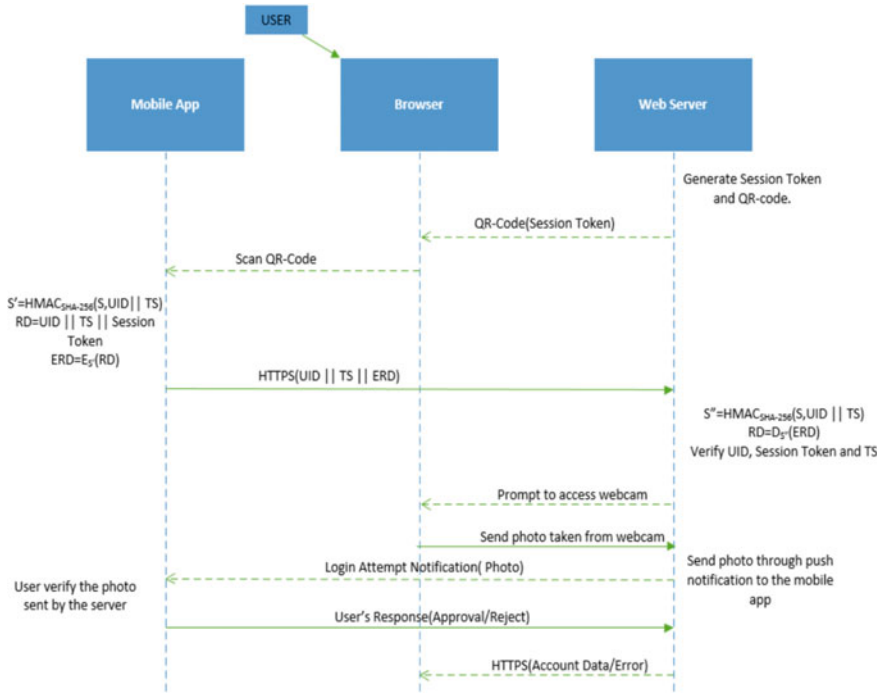 USER
Mobile App
Browser
Web Server
Generate Session Token
and QR-code.
QR-Code(Session Token)
Scan QR-Code
S'=HMACSHA-256(S,UID|| TS)
RD=UID || TS || Session
Token
ERD=ES'(RD)
HTTPS(UID || TS || ERD)
S"=HMACSHA-256(S,UID || TS)
RD=DS"(ERD)
Verify UID, Session Token and TS
Prompt to access webcam
Send photo taken from webcam
Login Attempt Notification( Photo)
Send photo through push
notification to the mobile
app
User verify the photo
sent by the server
User's Response(Approval/Reject)
HTTPS(Account Data/Error)